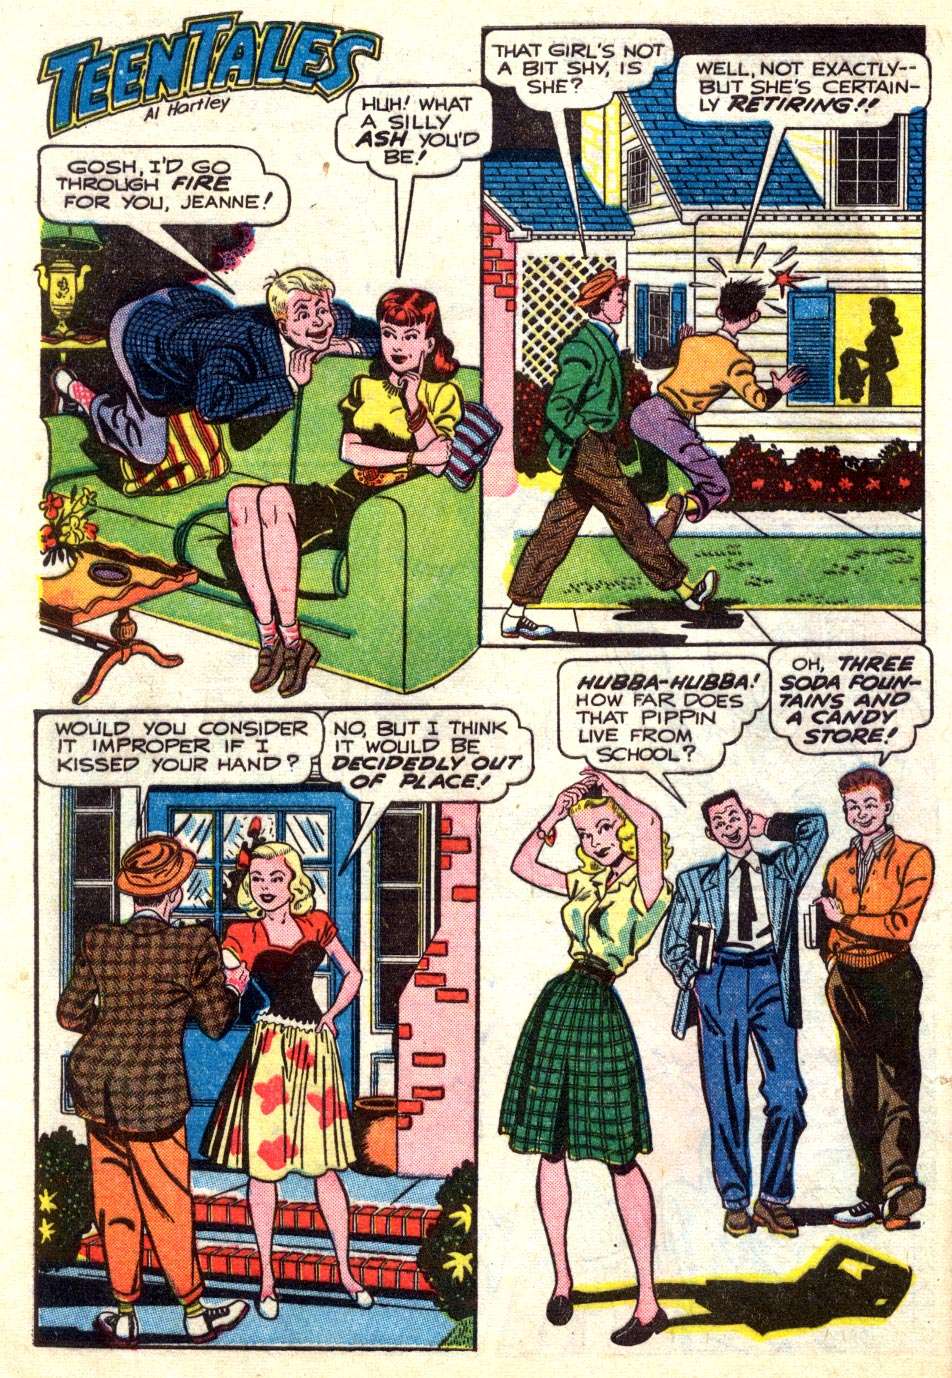 TEEN TALES
Al Hartley
GOSH, I'D GO
THROUGH FIRE
FOR YOU, JEANNE!
HUH! WHAT
A SILLY
ASH YOU'D
BE!
THAT GIRL'S NOT
A BIT SHY, IS
SHE?
WELL, NOT EXACTLY--
BUT SHE'S CERTAIN-
LY RETIRING!!
WOULD YOU CONSIDER
IT IMPROPER IF I
KISSED YOUR HAND?
NO, BUT I THINK
IT WOULD BE
DECIDEDLY OUT
OF PLACE!
HUBBA-HUBBA!
HOW FAR DOES
THAT PIPPIN
LIVE FROM
SCHOOL?
OH, THREE
SODA FOUN-
TAINS AND
A CANDY
STORE!